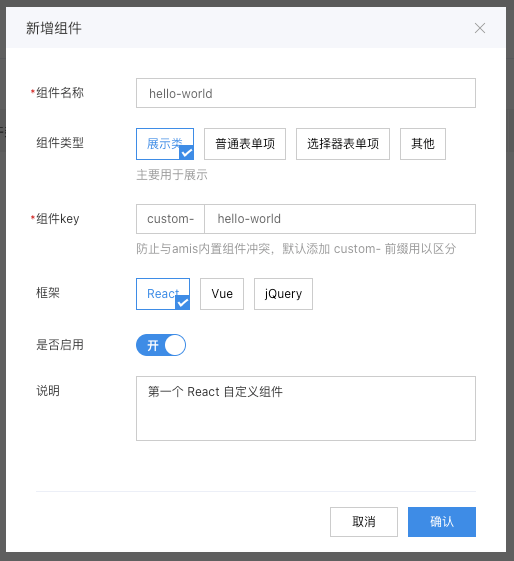 新增组件
*组件名称 hello-world
组件类型 展示类 普通表单项 选择器表单项 其他
主要用于展示
*组件key custom- hello-world
防止与amis内置组件冲突，默认添加 custom- 前缀用以区分
框架 React Vue jQuery
是否启用 开
说明 第一个 React 自定义组件
取消 确认